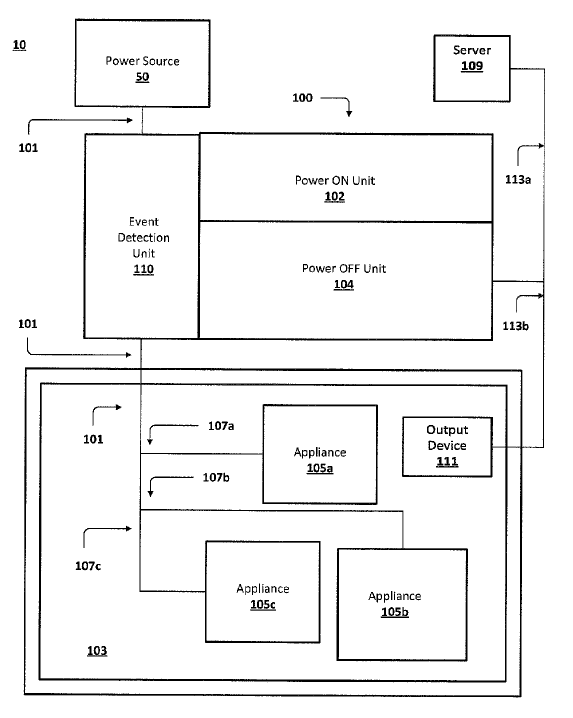 10
Power Source
50
Server
109
100
101
113a
Power ON Unit
102
Event
Detection
Unit
110
Power OFF Unit
104
101
113b
101
107a
Appliance
105a
Output
Device
111
107b
107c
Appliance
105c
Appliance
105b
103